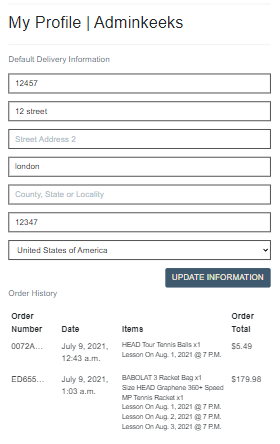 My Profile | Adminkeeks
Default Delivery Information
12457
12 street
Street Address 2
london
County, State or Locality
12347
United States of America
UPDATE INFORMATION
Order History
Order Number Date Items Order Total
0072A... July 9, 2021, 12:43 a.m. HEAD Tour Tennis Balls x1 $5.49
Lesson On Aug. 1, 2021 @ 7 P.M.
ED655... July 9, 2021, 1:03 a.m. BABOLAT 3 Racket Bag x1 $179.98
Size HEAD Graphene 360+ Speed
MP Tennis Racket x1
Lesson On Aug. 1, 2021 @ 7 P.M.
Lesson On Aug. 2, 2021 @ 7 P.M.
Lesson On Aug. 3, 2021 @ 7 P.M.